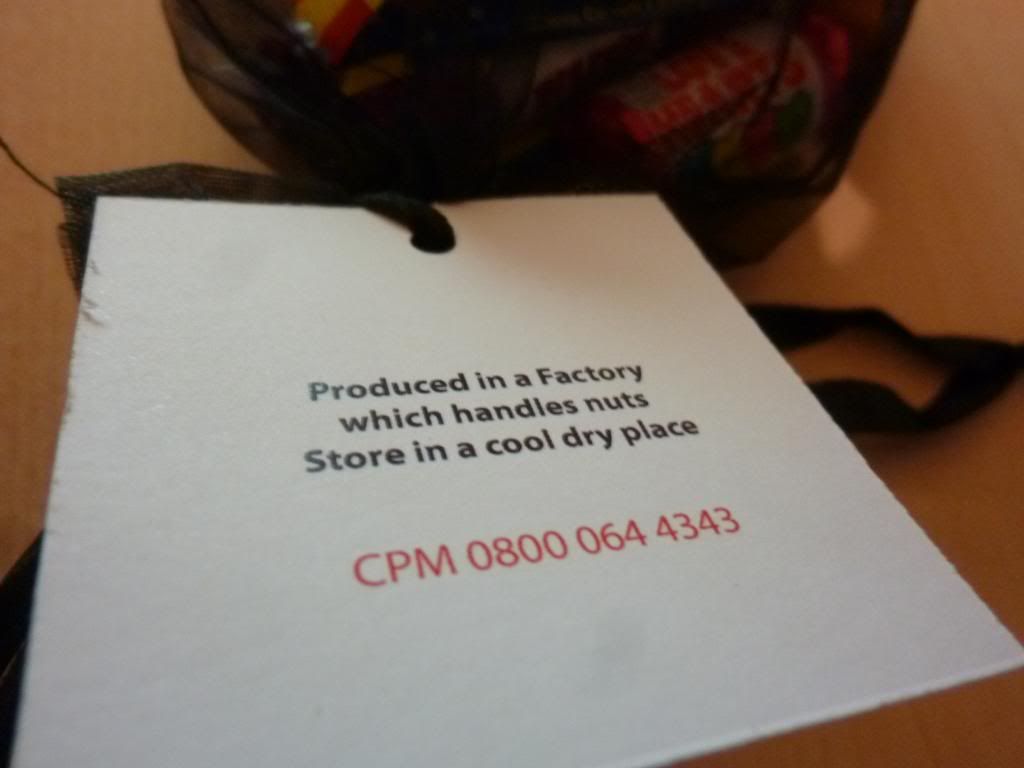 Produced in a Factory
which handles nuts
Store in a cool dry place
CPM 0800 064 4343